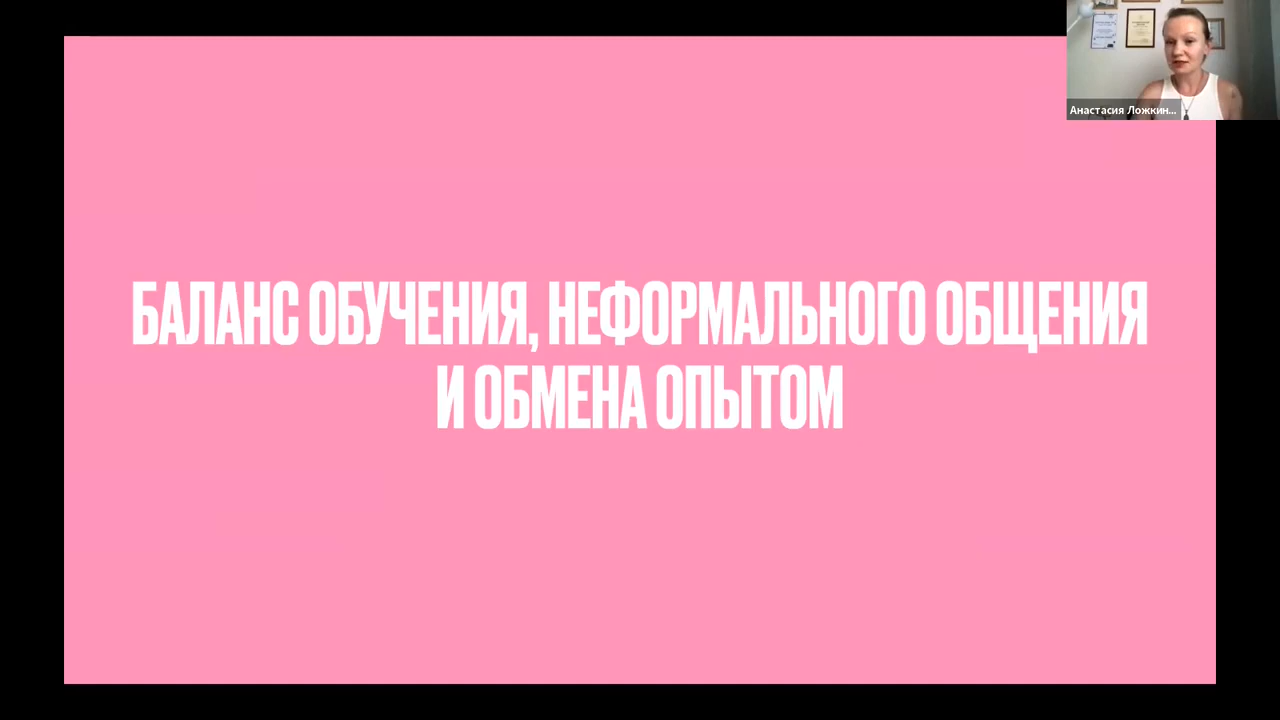 Анастасия Ложкин...
БАЛАНС ОБУЧЕНИЯ, НЕФОРМАЛЬНОГО ОБЩЕНИЯ
И ОБМЕНА ОПЫТОМ